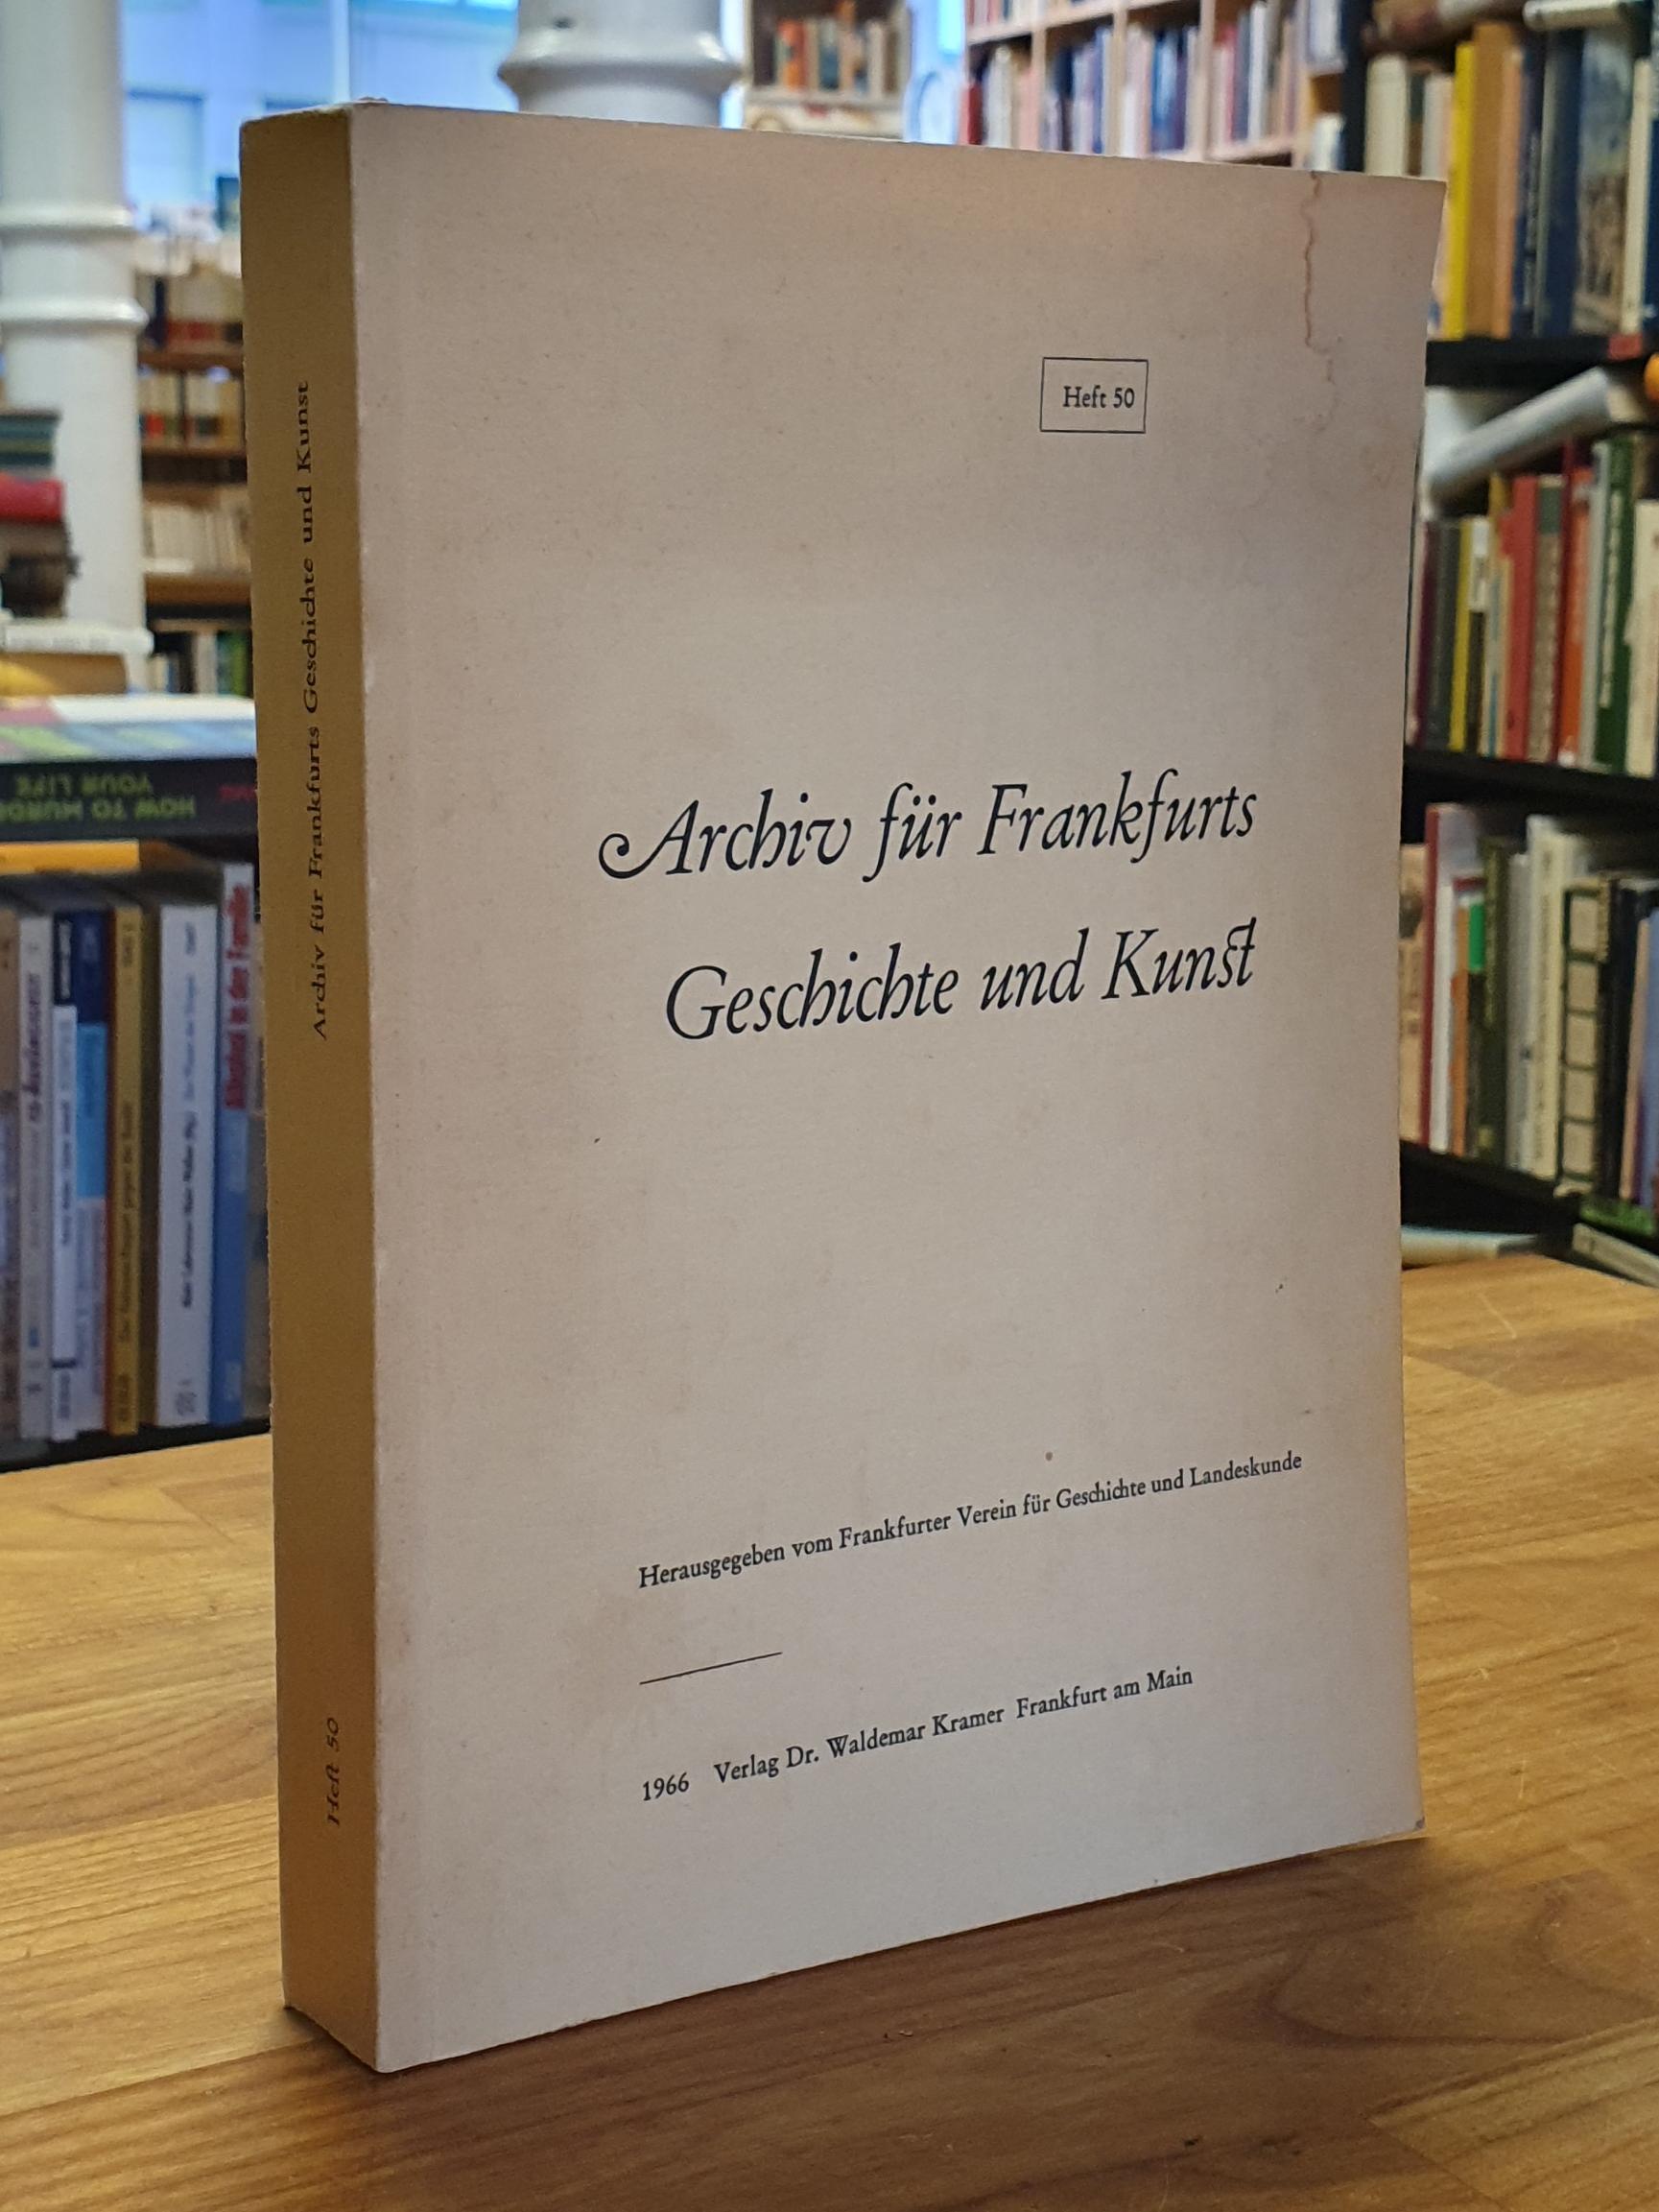 Heft 50
Archiv für Frankfurts
Geschichte und Kunst
Herausgegeben vom Frankfurter Verein für Geschichte und Landeskunde
1966 Verlag Dr. Waldemar Kramer Frankfurt am Main
Archiv für Frankfurts Geschichte und Kunst
Heft 50
HOW TO MURDER
YOUR LIFE